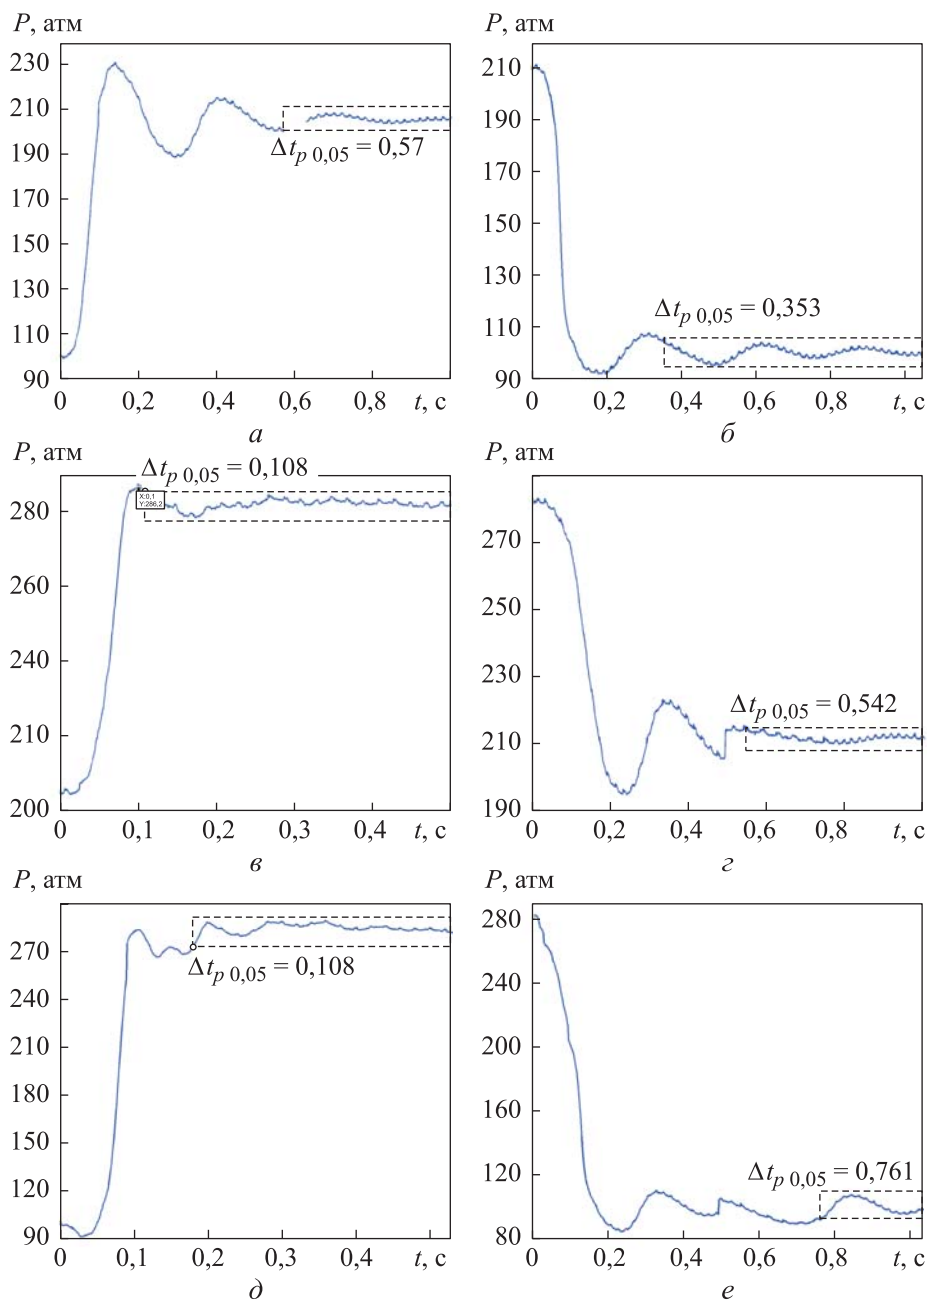 P, атм
230
210
190
170
150
130
110
90
0
0,2
0,4
0,6
0,8
t, с
Δtp 0,05 = 0,57
а
P, атм
210
190
170
150
130
110
90
0
0,2
0,4
0,6
0,8
t, с
Δtp 0,05 = 0,353
б
P, атм
280
260
240
210
200
0
0,1
0,2
0,3
0,4
t, с
Δtp 0,05 = 0,108
X:0,1
Y:286,2
в
P, атм
270
250
230
210
190
0
0,2
0,4
0,6
0,8
t, с
Δtp 0,05 = 0,542
г
P, атм
270
240
210
180
150
120
90
0
0,1
0,2
0,3
0,4
t, с
Δtp 0,05 = 0,108
д
P, атм
280
240
200
160
120
80
0
0,2
0,4
0,6
0,8
t, с
Δtp 0,05 = 0,761
е